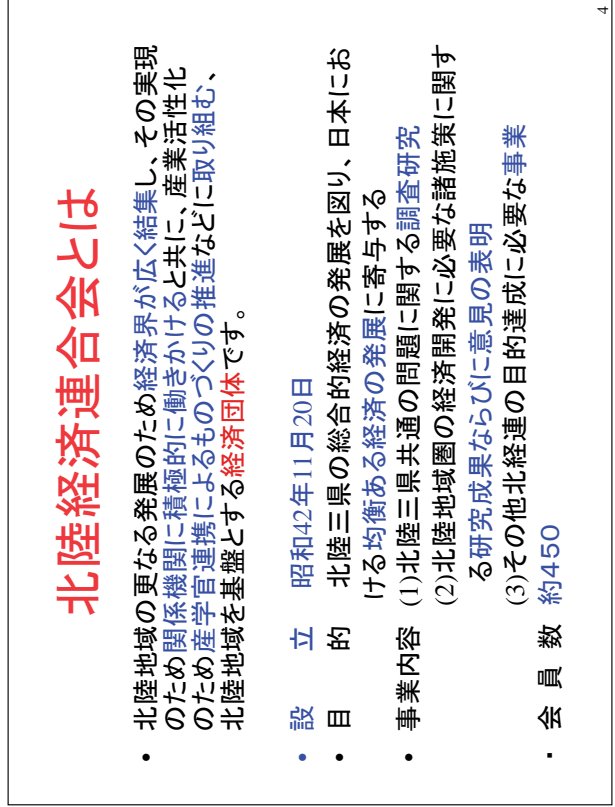 北陸経済連合会とは
• 北陸地域の更なる発展のため経済界が広く結集し、その実現
のため関係機関に積極的に働きかけると共に、産業活性化
のため産学官連携によるものづくりの推進などに取り組む、
北陸地域を基盤とする経済団体です。
• 設 立 昭和42年11月20日
• 目 的 北陸三県の総合的経済の発展を図り、日本にお
ける均衡ある経済の発展に寄与する
• 事業内容 (1)北陸三県共通の問題に関する調査研究
(2)北陸地域圏の経済開発に必要な諸施策に関す
る研究成果ならびに意見の表明
(3)その他北経連の目的達成に必要な事業
▪ 会 員 数 約450
4